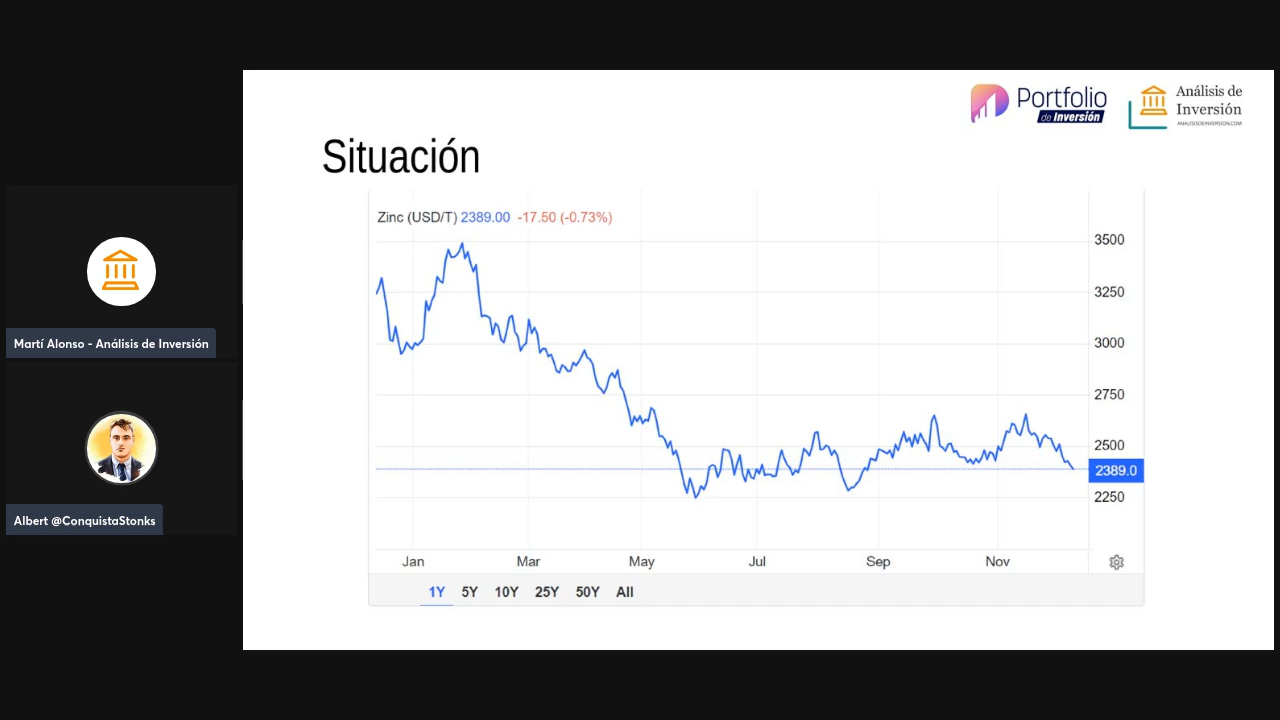 Portfolio
de Inversión
Análisis de
Inversión
ANALISISDEINVERSION.COM
Situación
Zinc (USD/T) 2389.00 -17.50 (-0.73%)
3500
3250
3000
2750
2500
2389.0
2250
Jan Mar May Jul Sep Nov
1Y 5Y 10Y 25Y 50Y All
Martí Alonso - Análisis de Inversión
Albert @ConquistaStonks